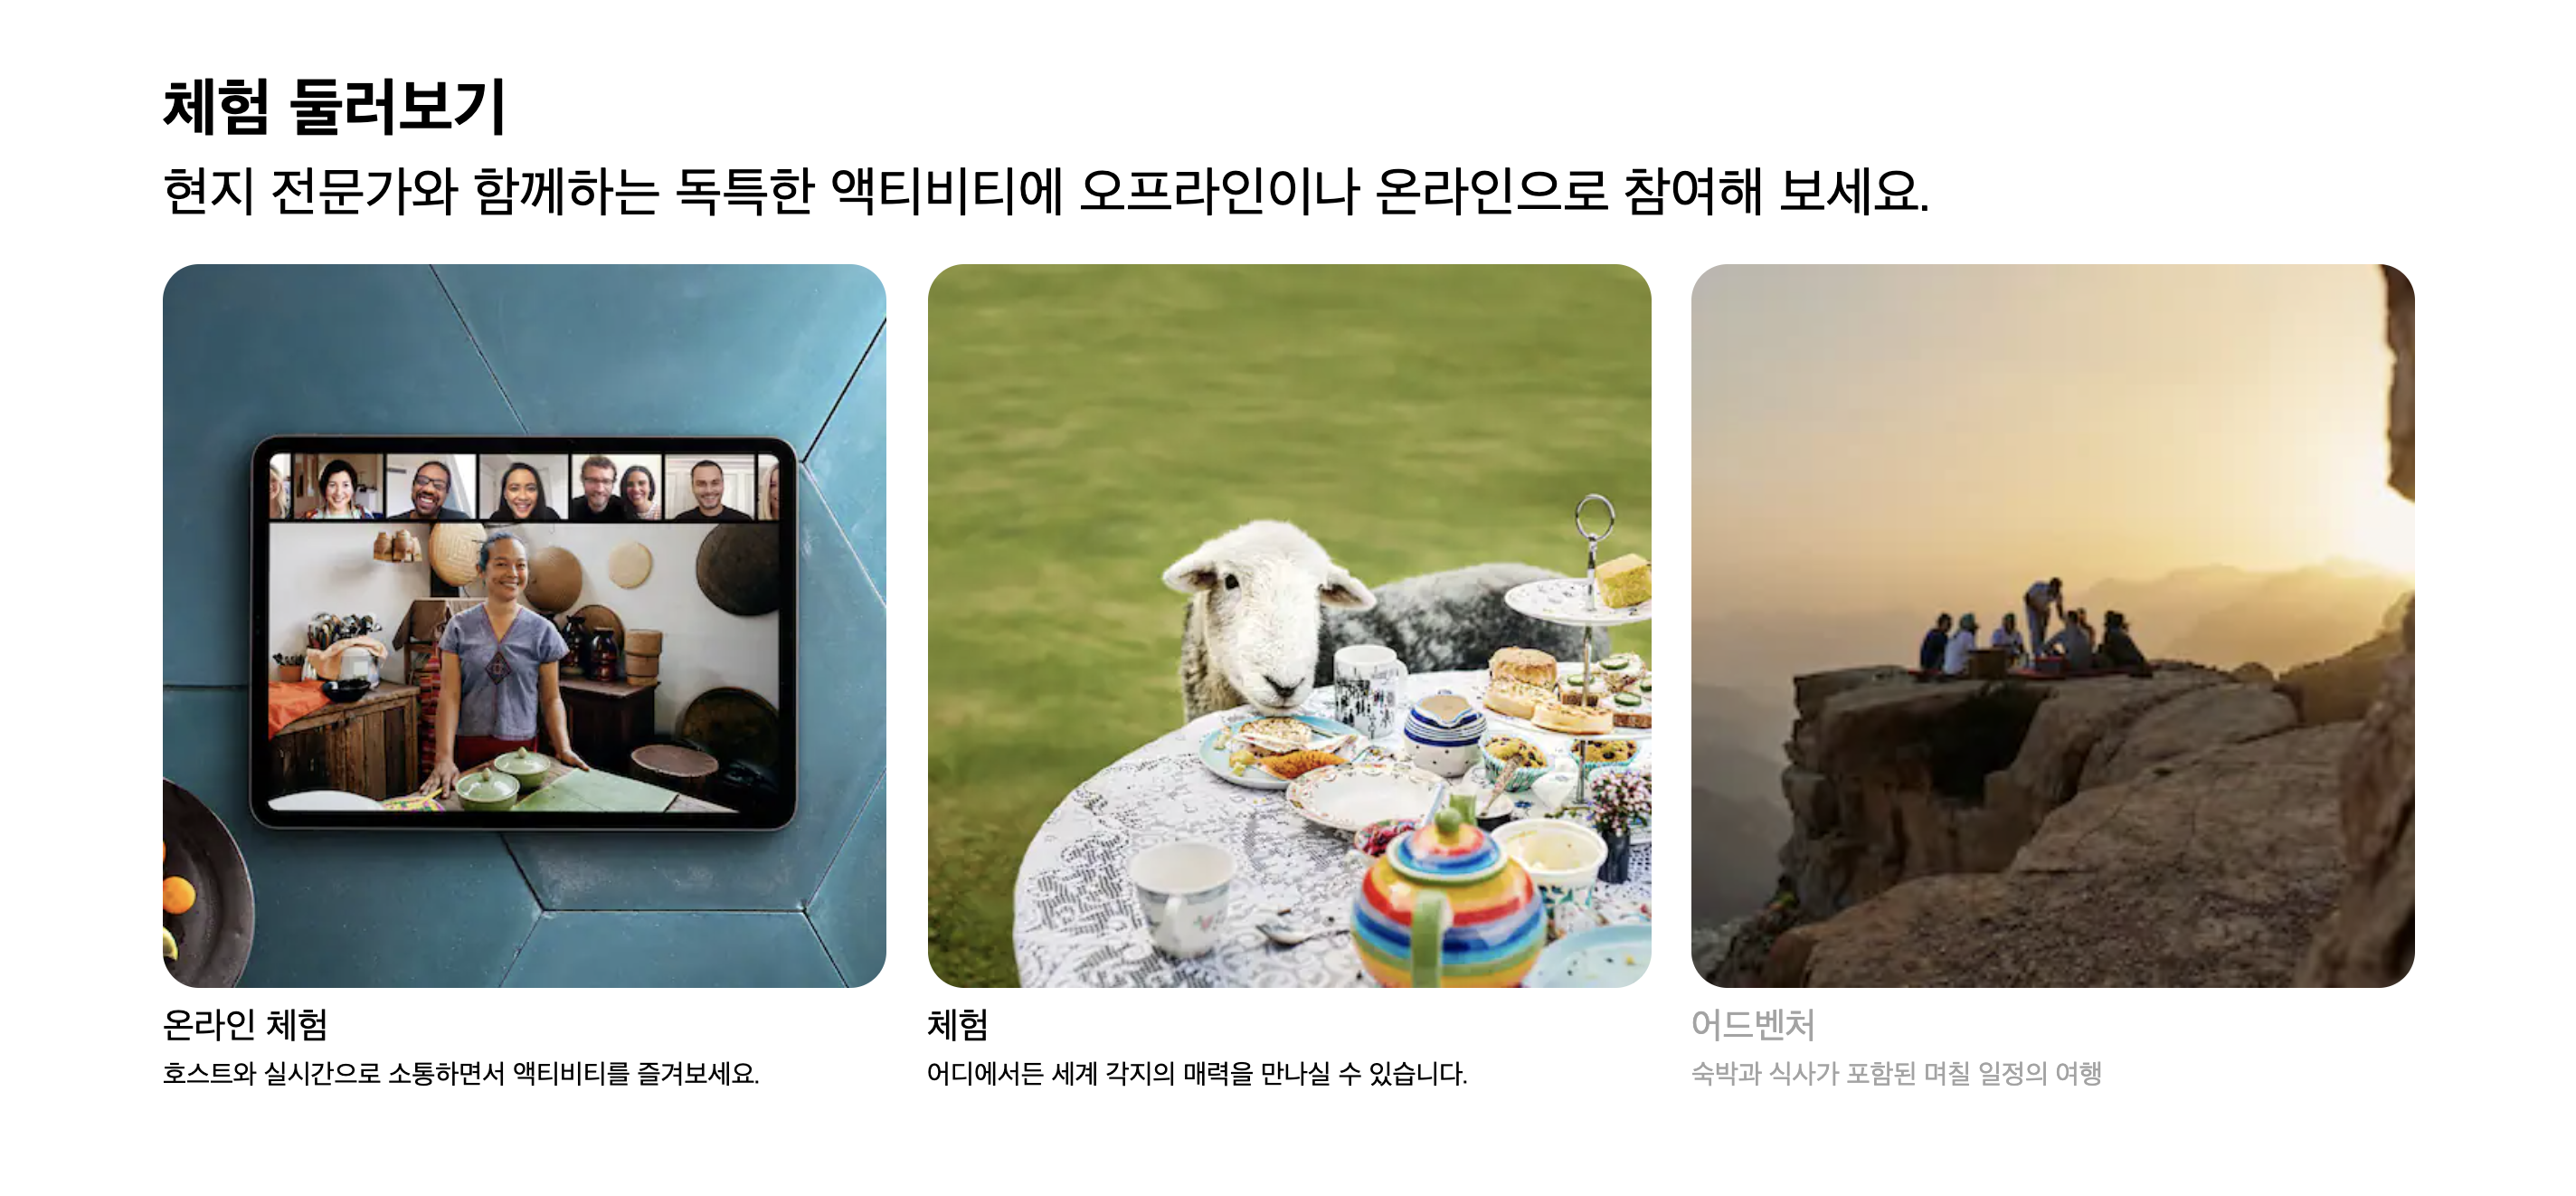 체험 둘러보기
현지 전문가와 함께하는 독특한 액티비티에 오프라인이나 온라인으로 참여해 보세요.
온라인 체험
호스트와 실시간으로 소통하면서 액티비티를 즐겨보세요.
체험
어디에서든 세계 각지의 매력을 만나실 수 있습니다.
어드벤처
숙박과 식사가 포함된 며칠 일정의 여행